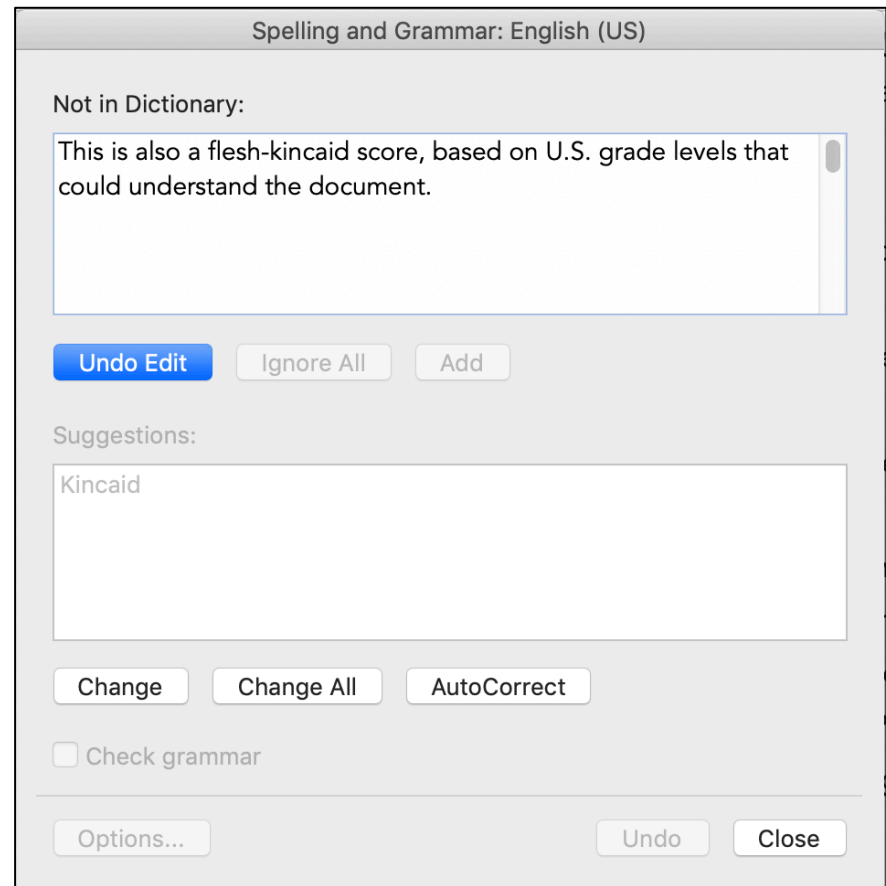 Spelling and Grammar: English (US)
Not in Dictionary:
This is also a flesh-kincaid score, based on U.S. grade levels that
could understand the document.
Undo Edit Ignore All Add
Suggestions:
Kincaid
Change Change All AutoCorrect
Check grammar
Options... Undo Close